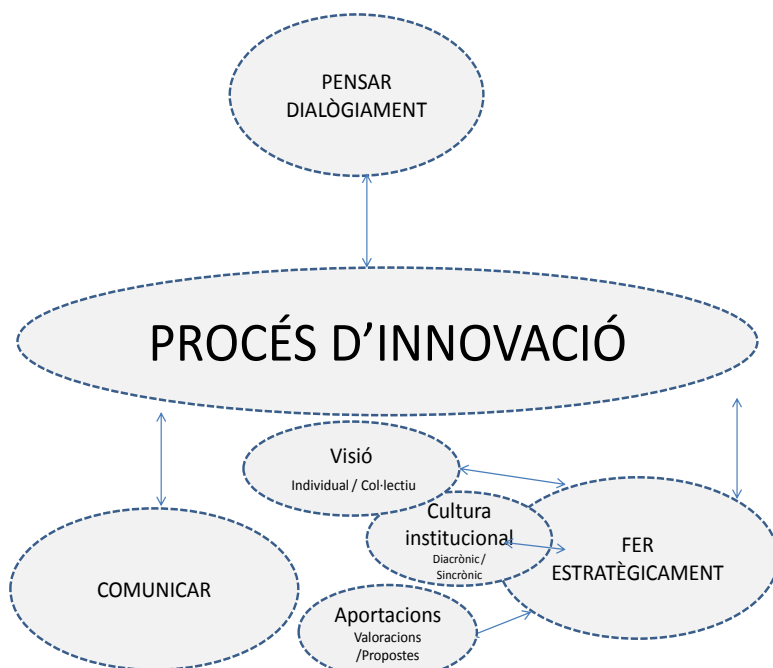 PENSAR
DIALÒGIAMENT
PROCÉS D’INNOVACIÓ
Visió
Individual / Col·lectiu
Cultura
institucional
Diacrònic /
Sincrònic
FER
ESTRATÈGICAMENT
COMUNICAR
Aportacions
Valoracions
/Propostes